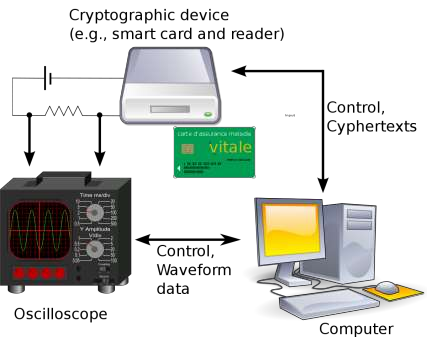 Cryptographic device
(e.g., smart card and reader)
Control,
Cyphertexts
carte d'assurance maladie
vitale
Time ms/div
Y Amplitude
V/div
Control,
Waveform
data
Oscilloscope
Computer